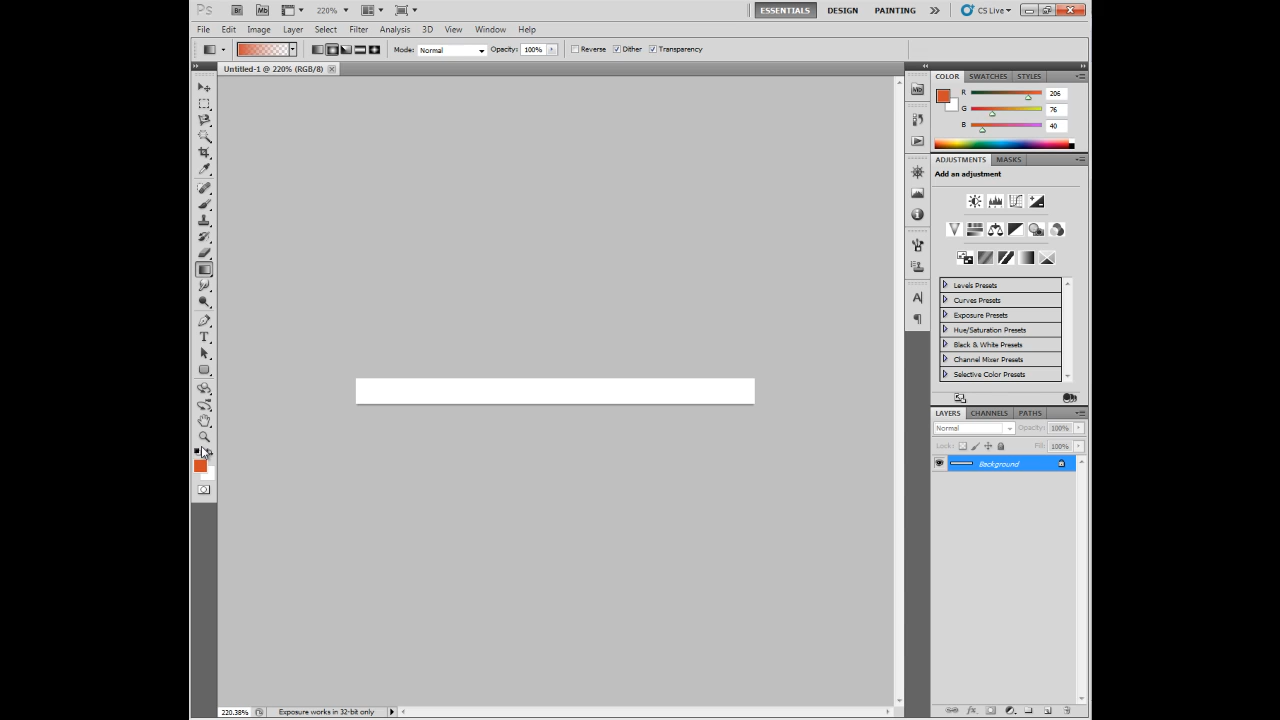 Ps Br Mb 220% ESSENTIALS DESIGN PAINTING CS Live
File Edit Image Layer Select Filter Analysis 3D View Window Help
Mode: Normal Opacity: 100% Reverse Dither Transparency
Untitled-1 @ 220% (RGB/8)
COLOR SWATCHES STYLES
Mb
R 206
G 76
B 40
ADJUSTMENTS MASKS
Add an adjustment
Levels Presets
Curves Presets
Exposure Presets
Hue/Saturation Presets
Black & White Presets
Channel Mixer Presets
Selective Color Presets
LAYERS CHANNELS PATHS
Normal Opacity: 100%
Lock: Fill: 100%
Background
220.38% Exposure works in 32-bit only